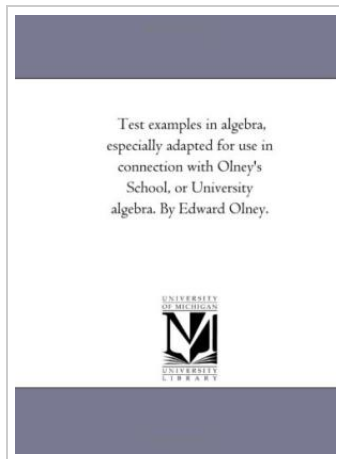 Test examples in algebra,
especially adapted for use in
connection with Olney's
School, or University
algebra. By Edward Olney.
UNIVERSITY
OF MICHIGAN
M
UNIVERSITY
LIBRARY